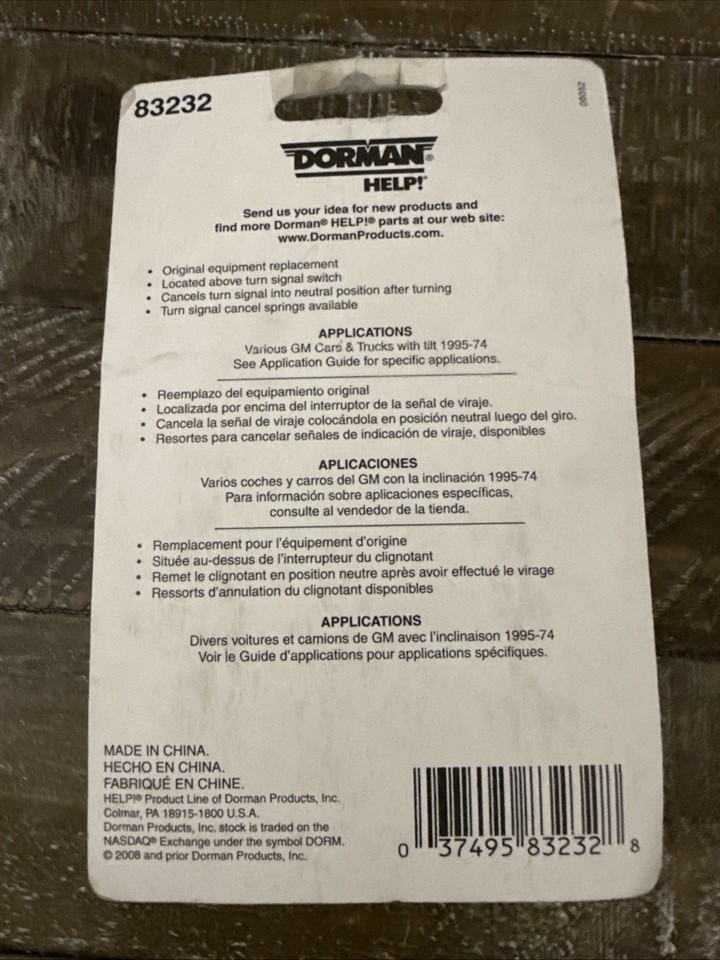 83232
08052
DORMAN®
HELP!®
Send us your idea for new products and
find more Dorman® HELP!® parts at our web site:
www.DormanProducts.com.
• Original equipment replacement
• Located above turn signal switch
• Cancels turn signal into neutral position after turning
• Turn signal cancel springs available
APPLICATIONS
Various GM Cars & Trucks with tilt 1995-74
See Application Guide for specific applications.
• Reemplazo del equipamiento original
• Localizada por encima del interruptor de la señal de viraje.
• Cancela la señal de viraje colocándola en posición neutral luego del giro.
• Resortes para cancelar señales de indicación de viraje, disponibles
APLICACIONES
Varios coches y carros del GM con la inclinación 1995-74
Para información sobre aplicaciones específicas,
consulte al vendedor de la tienda.
• Remplacement pour l'équipement d'origine
• Située au-dessus de l'interrupteur du clignotant
• Remet le clignotant en position neutre après avoir effectué le virage
• Ressorts d'annulation du clignotant disponibles
APPLICATIONS
Divers voitures et camions de GM avec l'inclinaison 1995-74
Voir le Guide d'applications pour applications spécifiques.
MADE IN CHINA.
HECHO EN CHINA.
FABRIQUÉ EN CHINE.
HELP!® Product Line of Dorman Products, Inc.
Colmar, PA 18915-1800 U.S.A.
Dorman Products, Inc. stock is traded on the
NASDAQ® Exchange under the symbol DORM.
© 2008 and prior Dorman Products, Inc.
0 37495 83232 8